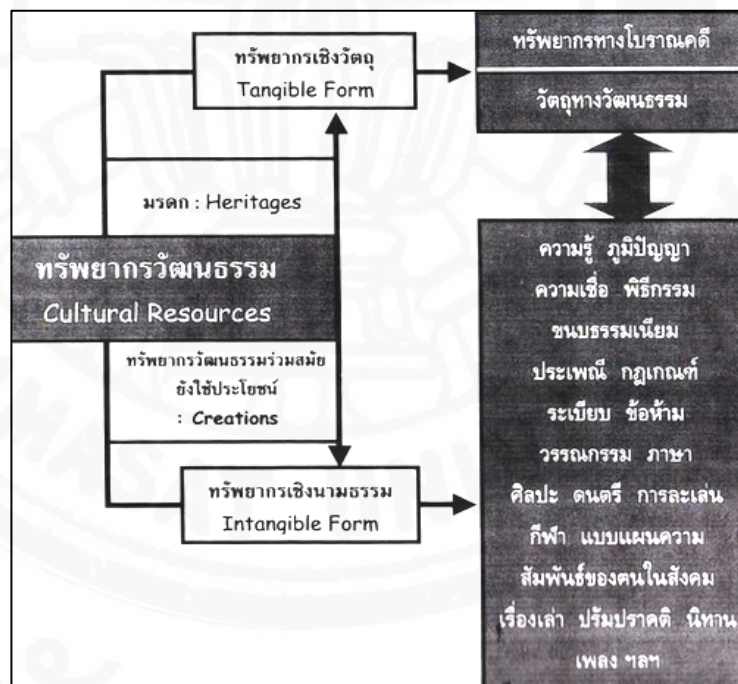 ทรัพยากรเชิงวัตถุ
Tangible Form
ทรัพยากรทางโบราณคดี
วัตถุทางวัฒนธรรม
มรดก : Heritages
ทรัพยากรวัฒนธรรม
Cultural Resources
ทรัพยากรวัฒนธรรมร่วมสมัย
ยังใช้ประโยชน์
: Creations
ทรัพยากรเชิงนามธรรม
Intangible Form
ความรู้ ภูมิปัญญา
ความเชื่อ พิธีกรรม
ขนบธรรมเนียม
ประเพณี กฎเกณฑ์
ระเบียบ ข้อห้าม
วรรณกรรม ภาษา
ศิลปะ ดนตรี การละเล่น
กีฬา แบบแผนความ
สัมพันธ์ของคนในสังคม
เรื่องเล่า ปรัมปราคติ นิทาน
เพลง ฯลฯ